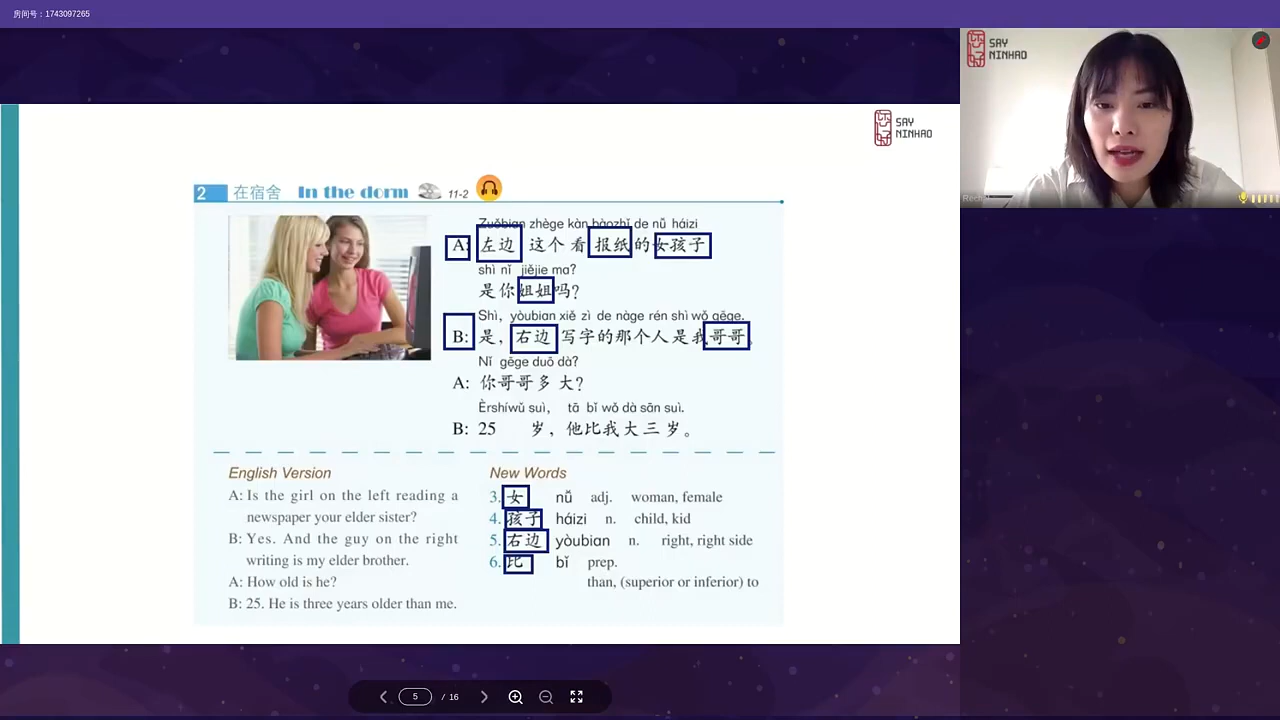 房间号：1743097265
SAY
NINHAO
SAY
NINHAO
2 在宿舍 In the dorm 11-2
Zuǒbian zhège kàn bàozhǐ de nǚ háizi
A: 左边 这个 看 报纸 的 女孩子
shì nǐ jiějie ma?
是 你 姐姐 吗？
Shì, yòubian xiě zì de nàge rén shì wǒ gēge.
B: 是，右边 写字的那个人是我哥哥。
Nǐ gēge duō dà?
A: 你哥哥多 大？
Èrshíwǔ suì, tā bǐ wǒ dà sān suì.
B: 25 岁，他比我大三岁。
English Version
A: Is the girl on the left reading a
newspaper your elder sister?
B: Yes. And the guy on the right
writing is my elder brother.
A: How old is he?
B: 25. He is three years older than me.
New Words
3. 女 nǚ adj. woman, female
4. 孩子 háizi n. child, kid
5. 右边 yòubian n. right, right side
6. 比 bǐ prep.
than, (superior or inferior) to
5 / 16